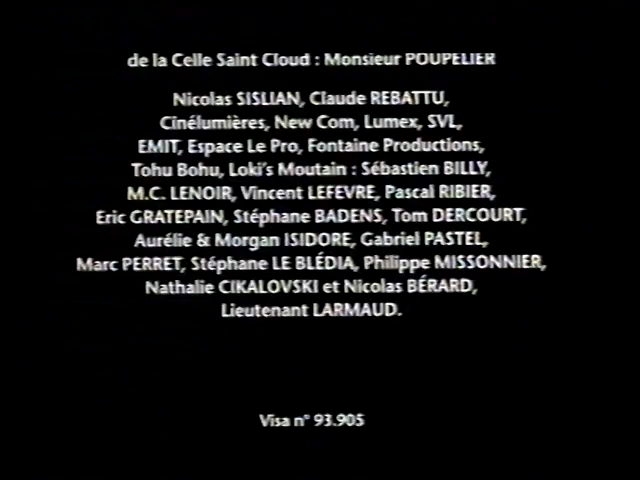 de la Celle Saint Cloud : Monsieur POUPELIER
Nicolas SISLIAN, Claude REBATTU,
Cinélumières, New Com, Lumex, SVL,
EMIT, Espace Le Pro, Fontaine Productions,
Tohu Bohu, Loki's Moutain : Sébastien BILLY,
M.C. LENOIR, Vincent LEFEVRE, Pascal RIBIER,
Eric GRATEPAIN, Stéphane BADENS, Tom DERCOURT,
Aurélie & Morgan ISIDORE, Gabriel PASTEL,
Marc PERRET, Stéphane LE BLÉDIA, Philippe MISSONNIER,
Nathalie CIKALOVSKI et Nicolas BÉRARD,
Lieutenant LARMAUD.
Visa n° 93.905